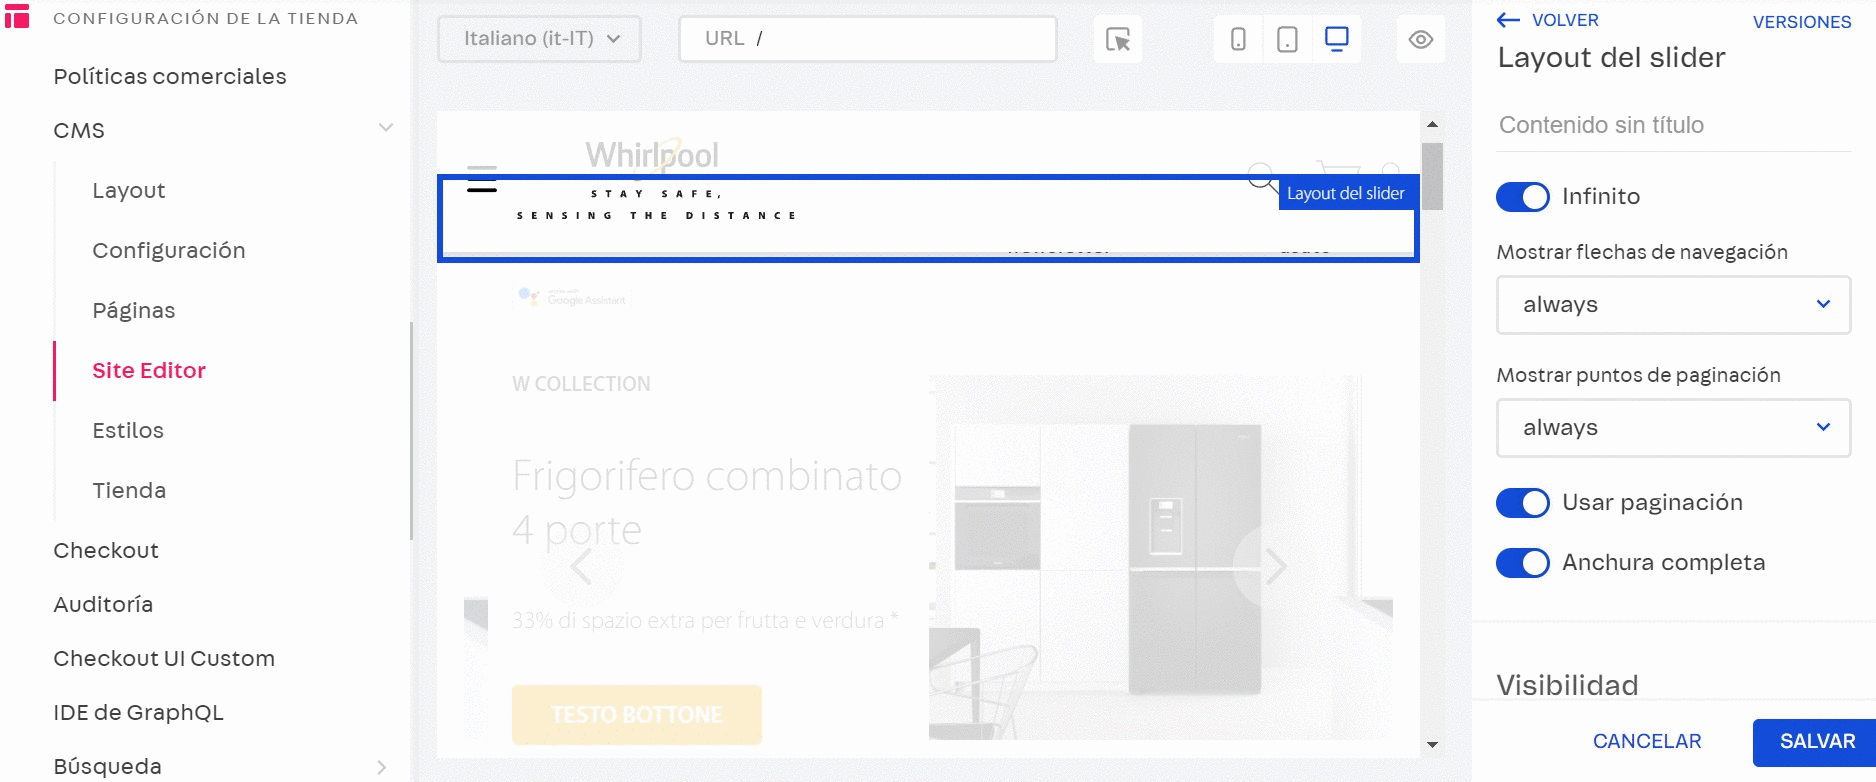 CONFIGURACIÓN DE LA TIENDA
Políticas comerciales
CMS
Layout
Configuración
Páginas
Site Editor
Estilos
Tienda
Checkout
Auditoría
Checkout UI Custom
IDE de GraphQL
Búsqueda
Italiano (it-IT)
URL /
Whirlpool
STAY SAFE,
SENSING THE DISTANCE
Layout del slider
Google Assistant
W COLLECTION
Frigorifero combinato
4 porte
33% di spazio extra per frutta e verdura *
TESTO BOTTONE
VOLVER
VERSIONES
Layout del slider
Contenido sin título
Infinito
Mostrar flechas de navegación
always
Mostrar puntos de paginación
always
Usar paginación
Anchura completa
Visibilidad
CANCELAR
SALVAR